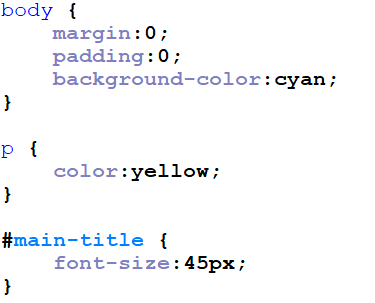 body {
    margin:0;
    padding:0;
    background-color:cyan;
}

p {
    color:yellow;
}

#main-title {
    font-size:45px;
}